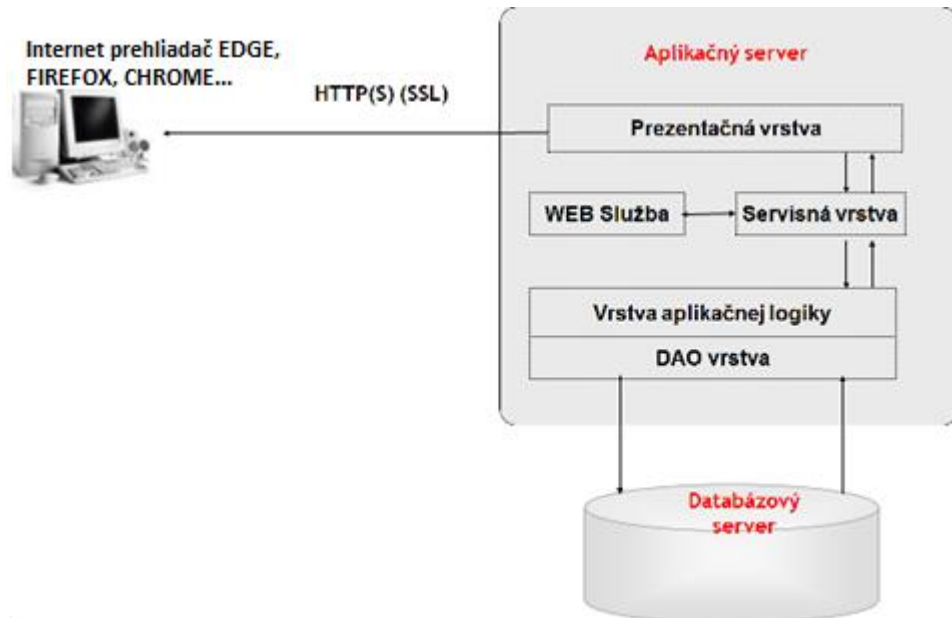 Internet prehliadač EDGE,
FIREFOX, CHROME...
HTTP(S) (SSL)
Aplikačný server
Prezentačná vrstva
WEB Služba
Servisná vrstva
Vrstva aplikačnej logiky
DAO vrstva
Databázový
server